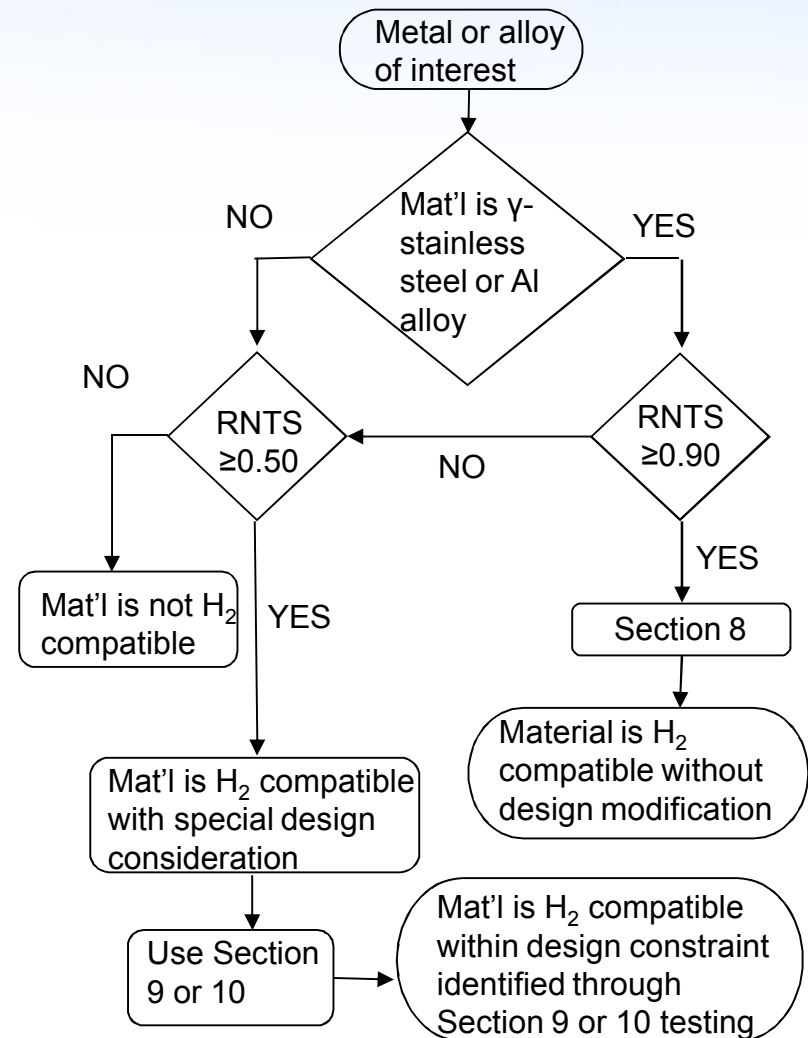 Metal or alloy
of interest
NO
Mat'l is γ-
stainless
steel or Al
alloy
YES
NO
RNTS
≥0.50
NO
RNTS
≥0.90
YES
Mat'l is not H₂
compatible
YES
Section 8
Mat'l is H₂ compatible
with special design
consideration
Material is H₂
compatible without
design modification
Use Section
9 or 10
Mat'l is H₂ compatible
within design constraint
identified through
Section 9 or 10 testing